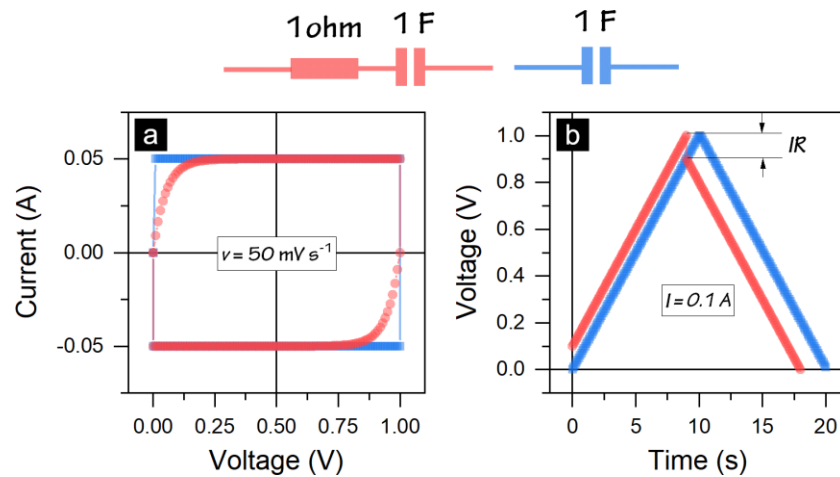 1ohm 1 F 1 F
a
Current (A)
0.05
0.00
-0.05
ν = 50 mV s⁻¹
0.00 0.25 0.50 0.75 1.00
Voltage (V)
b
Voltage (V)
1.0
0.8
0.6
0.4
0.2
0.0
IR
I = 0.1 A
0 5 10 15 20
Time (s)